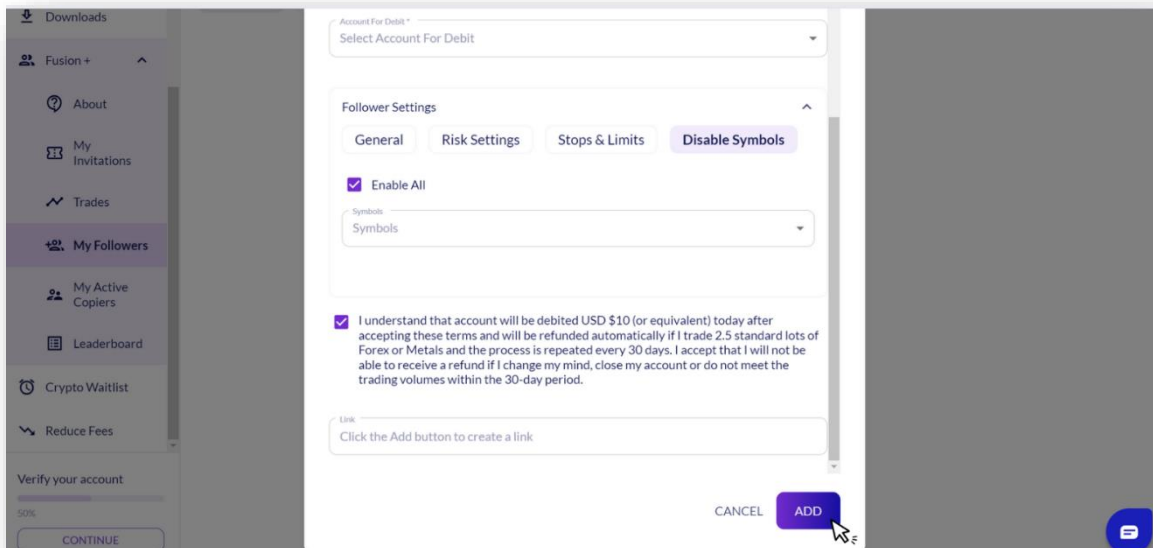 Downloads
Fusion +
About
My
Invitations
Trades
My Followers
My Active
Copiers
Leaderboard
Crypto Waitlist
Reduce Fees
Verify your account
50%
CONTINUE
Account For Debit *
Select Account For Debit
Follower Settings
General Risk Settings Stops & Limits Disable Symbols
Enable All
Symbols
Symbols
I understand that account will be debited USD $10 (or equivalent) today after
accepting these terms and will be refunded automatically if I trade 2.5 standard lots of
Forex or Metals and the process is repeated every 30 days. I accept that I will not be
able to receive a refund if I change my mind, close my account or do not meet the
trading volumes within the 30-day period.
Link
Click the Add button to create a link
CANCEL ADD